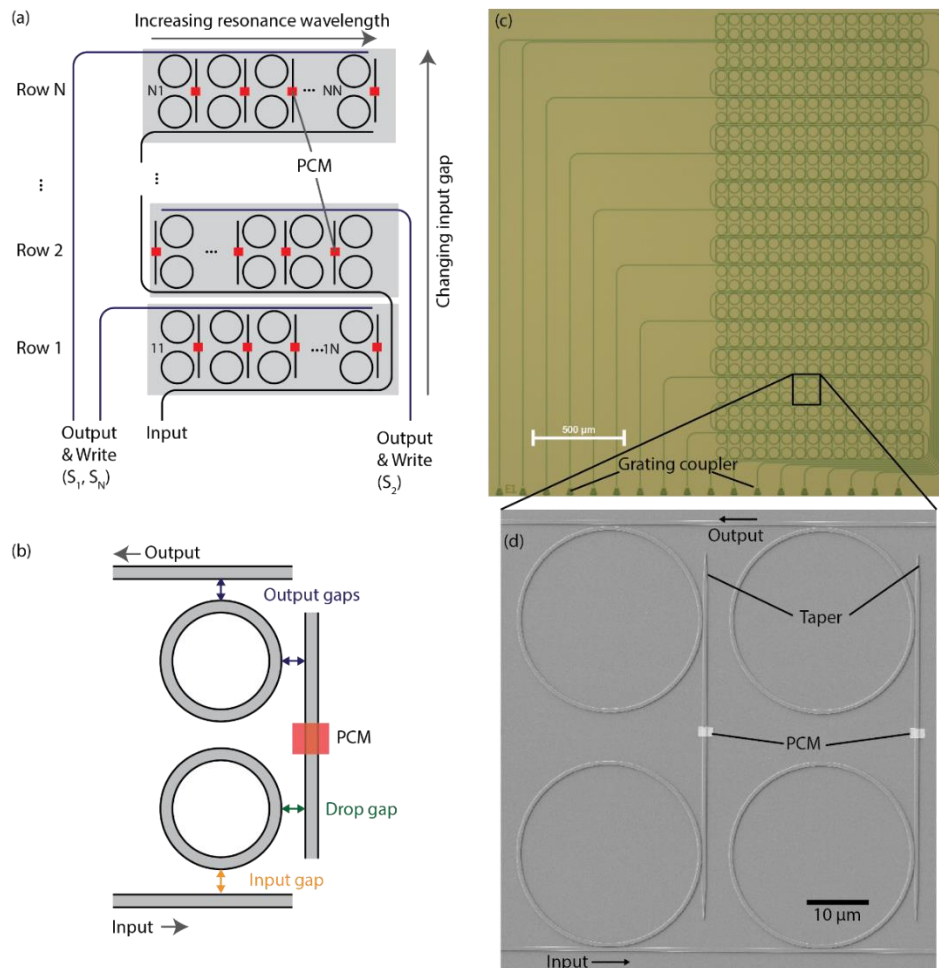 (a)
Increasing resonance wavelength
Row N
N1
...
NN
PCM
...
...
Changing input gap
Row 2
...
Row 1
11
...1N
Output
& Write
(S1, SN)
Input
Output
& Write
(S2)
(b)
Output
Output gaps
PCM
Drop gap
Input gap
Input
(c)
500 µm
Grating coupler
E1
(d)
Output
Taper
PCM
10 µm
Input